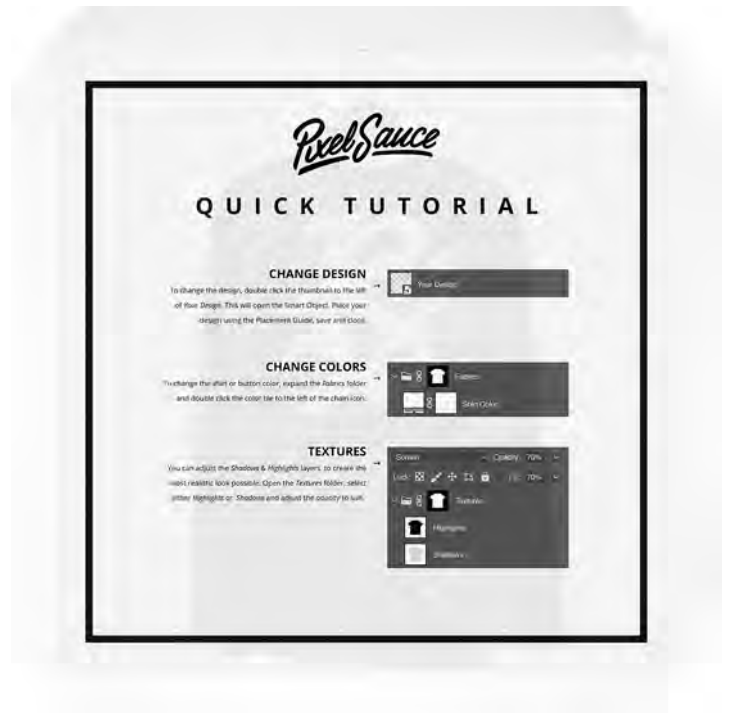 PixelSauce
QUICK TUTORIAL
CHANGE DESIGN
To change the design, double click the thumbnail to the left
of Your Design. This will open the Smart Object. Place your
design using the Placement Guide, save and close.
Your Design
CHANGE COLORS
To change the shirt or button color, expand the Fabrics folder
and double click the color tile to the left of the chain icon.
Fabrics
Shirt Color
TEXTURES
You can adjust the Shadows & Highlights layers, to create the
most realistic look possible. Open the Textures folder, select
either Highlights or Shadows and adjust the opacity to suit.
Screen Opacity: 70%
Lock: 70%
Textures
Highlights
Shadows